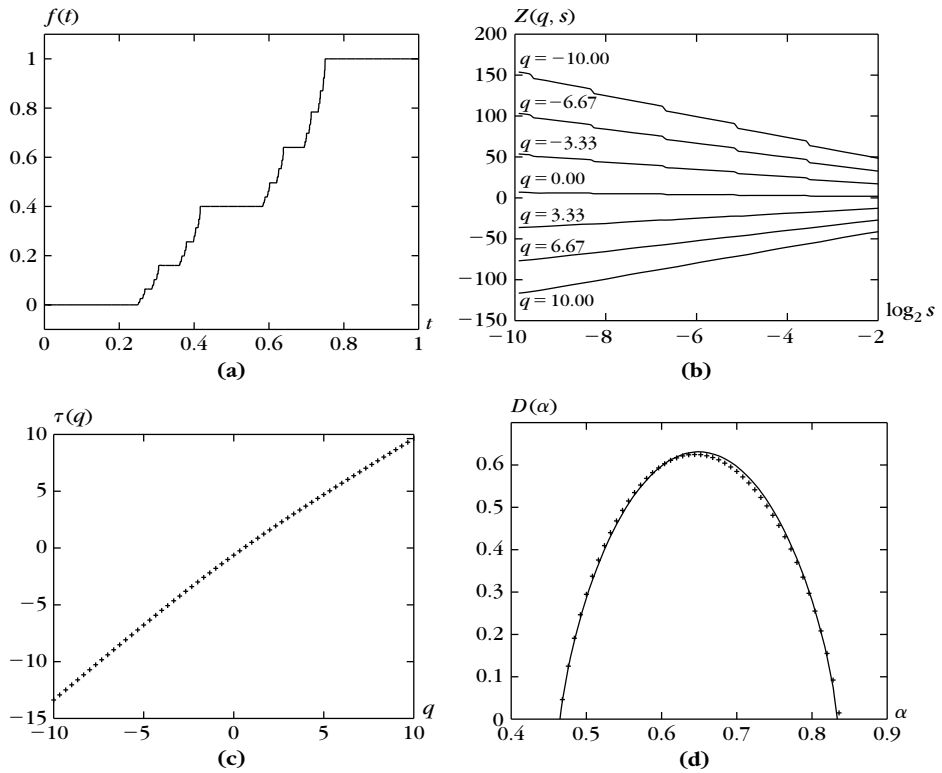 f(t)
1
0.8
0.6
0.4
0.2
0
0 0.2 0.4 0.6 0.8 1
t
(a)
Z(q, s)
200
150
100
50
0
−50
−100
−150
q = −10.00
q = −6.67
q = −3.33
q = 0.00
q = 3.33
q = 6.67
q = 10.00
−10 −8 −6 −4 −2
log₂ s
(b)
τ(q)
10
5
0
−5
−10
−15
−10 −5 0 5 10
q
(c)
D(α)
0.6
0.5
0.4
0.3
0.2
0.1
0
0.4 0.5 0.6 0.7 0.8 0.9
α
(d)